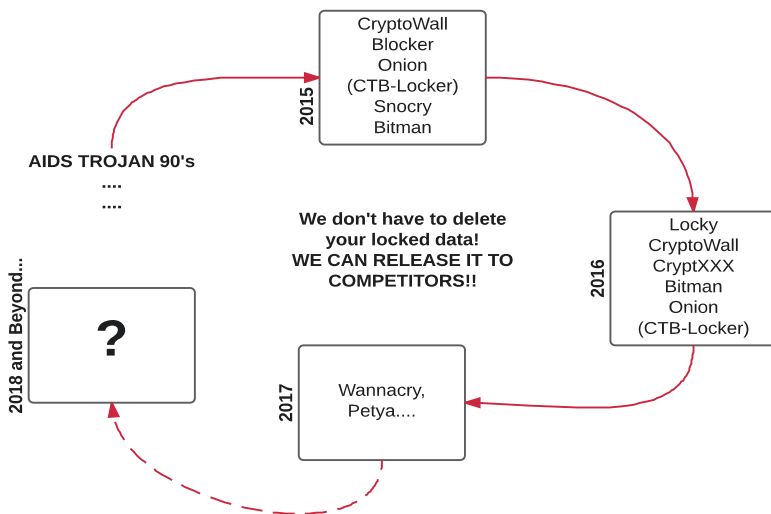 AIDS TROJAN 90's
....
....
2015
CryptoWall
Blocker
Onion
(CTB-Locker)
Snocry
Bitman
2016
Locky
CryptoWall
CryptXXX
Bitman
Onion
(CTB-Locker)
We don't have to delete
your locked data!
WE CAN RELEASE IT TO
COMPETITORS!!
2017
Wannacry,
Petya....
2018 and Beyond...
?